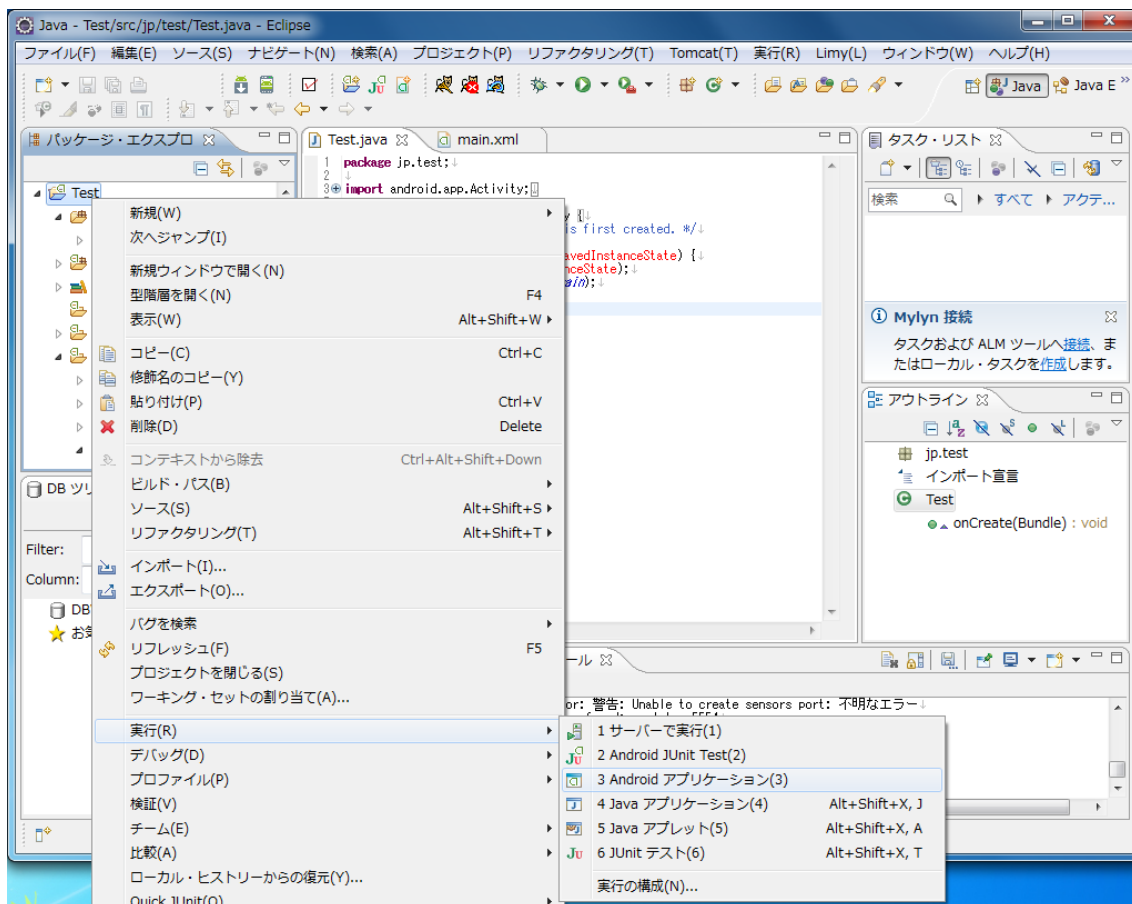 Java - Test/src/jp/test/Test.java - Eclipse
ファイル(F) 編集(E) ソース(S) ナビゲート(N) 検索(A) プロジェクト(P) リファクタリング(T) Tomcat(T) 実行(R) Limy(L) ウィンドウ(W) ヘルプ(H)
Java Java E
パッケージ・エクスプロ
Test
Test.java main.xml
1 package jp.test;
2
3 import android.app.Activity;
y {
is first created. */
avedInstanceState) {
nceState);
ain);
新規(W)
次へジャンプ(I)
新規ウィンドウで開く(N)
型階層を開く(N) F4
表示(W) Alt+Shift+W
コピー(C) Ctrl+C
修飾名のコピー(Y)
貼り付け(P) Ctrl+V
削除(D) Delete
コンテキストから除去 Ctrl+Alt+Shift+Down
ビルド・パス(B)
ソース(S) Alt+Shift+S
リファクタリング(T) Alt+Shift+T
インポート(I)...
エクスポート(O)...
バグを検索
リフレッシュ(F) F5
プロジェクトを閉じる(S)
ワーキング・セットの割り当て(A)...
実行(R)
デバッグ(D)
プロファイル(P)
検証(V)
チーム(E)
比較(A)
ローカル・ヒストリーからの復元(Y)...
Quick JUnit(Q)
1 サーバーで実行(1)
2 Android JUnit Test(2)
3 Android アプリケーション(3)
4 Java アプリケーション(4) Alt+Shift+X, J
5 Java アプレット(5) Alt+Shift+X, A
6 JUnit テスト(6) Alt+Shift+X, T
実行の構成(N)...
DB ツリ
Filter:
Column:
DB
お気
ール
or: 警告: Unable to create sensors port: 不明なエラー
タスク・リスト
検索 すべて アクテ...
Mylyn 接続
タスクおよび ALM ツールへ接続、ま
たはローカル・タスクを作成します。
アウトライン
jp.test
インポート宣言
Test
onCreate(Bundle) : void